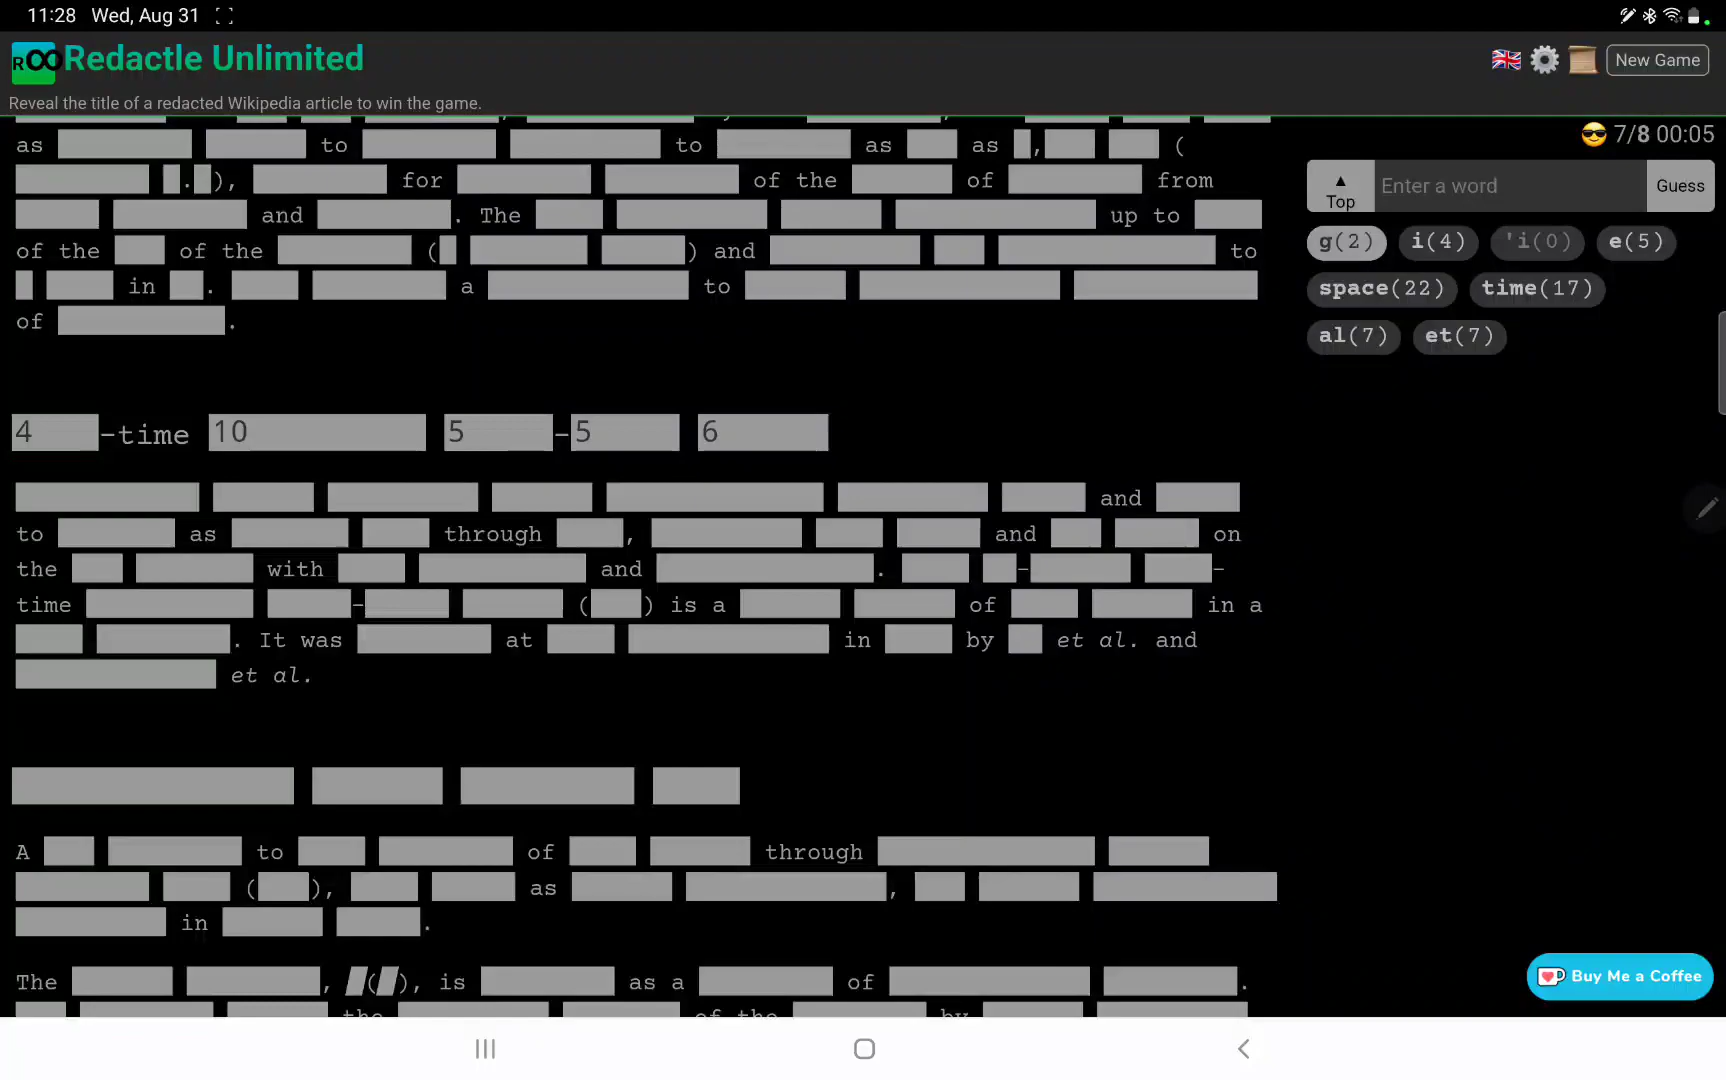 11:28 Wed, Aug 31
R∞ Redactle Unlimited
New Game
Reveal the title of a redacted Wikipedia article to win the game.
7/8 00:05
as to to as as , (
. ), for of the of from
and . The up to
of the of the ( ) and to
in . a to
of .
▲ Top
Enter a word
Guess
g(2) i(4) 'i(0) e(5)
space(22) time(17)
al(7) et(7)
4 -time 10 5 - 5 6
and
to as through , and on
the with and . - -
time - ( ) is a of in a
. It was at in by et al. and
et al.
A to of through
( ), as ,
in .
The , ( ), is as a of .
the of the by
Buy Me a Coffee